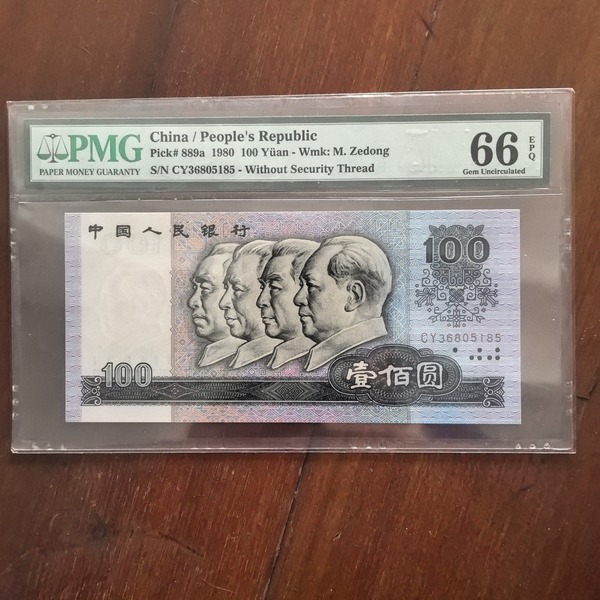 PMG
PAPER MONEY GUARANTY
China / People's Republic
Pick# 889a 1980 100 Yüan - Wmk: M. Zedong
S/N CY36805185 - Without Security Thread
66 EPQ
Gem Uncirculated
中国人民银行
100
CY36805185
100
壹佰圆